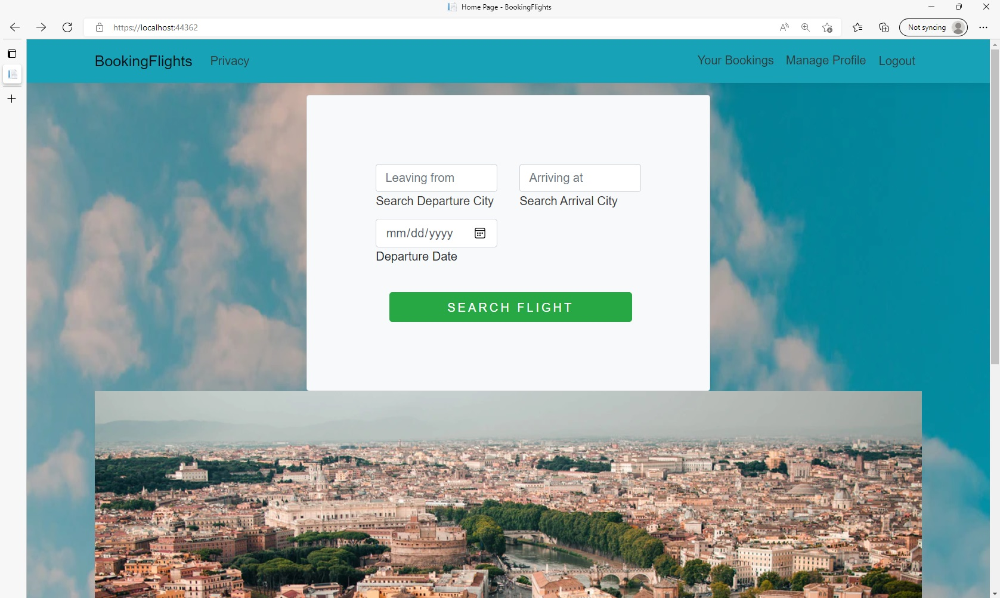 Home Page - BookingFlights
https://localhost:44362
Not syncing
BookingFlights Privacy Your Bookings Manage Profile Logout
Leaving from Arriving at
Search Departure City Search Arrival City
mm/dd/yyyy
Departure Date
SEARCH FLIGHT